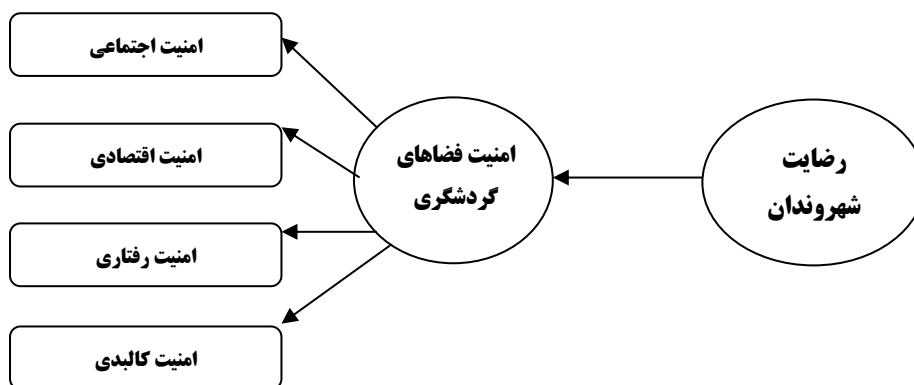 رضایت
شهروندان
امنیت فضاهای
گردشگری
امنیت اجتماعی
امنیت اقتصادی
امنیت رفتاری
امنیت کالبدی